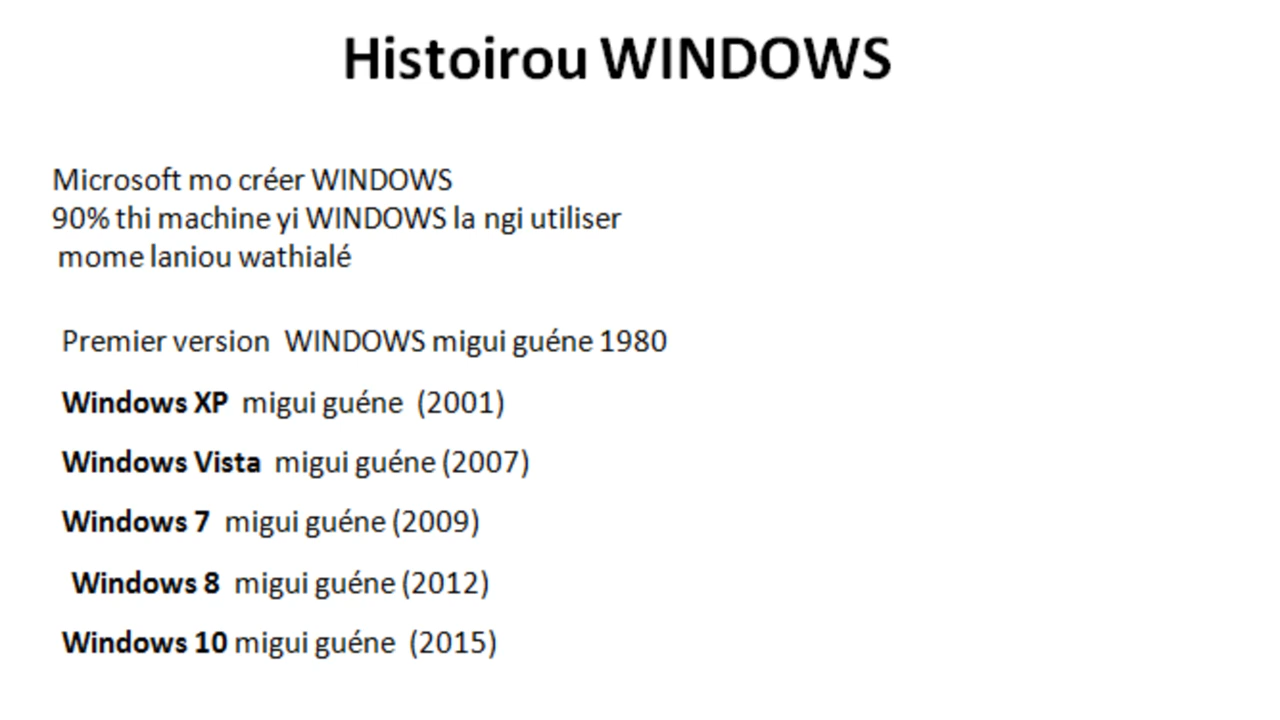 Histoirou WINDOWS
Microsoft mo créer WINDOWS
90% thi machine yi WINDOWS la ngi utiliser
mome laniou wathialé
Premier version WINDOWS migui guéne 1980
Windows XP migui guéne (2001)
Windows Vista migui guéne (2007)
Windows 7 migui guéne (2009)
Windows 8 migui guéne (2012)
Windows 10 migui guéne (2015)